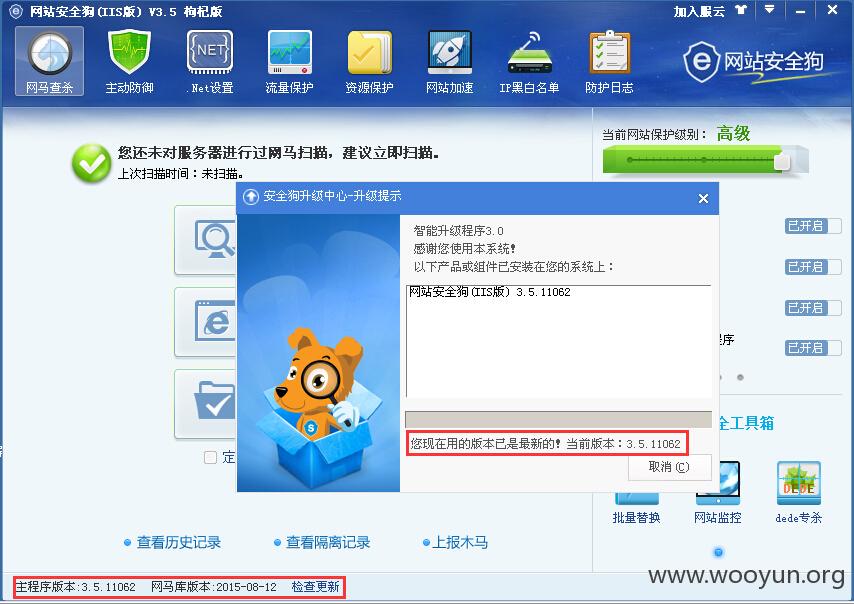 网站安全狗(IIS版) V3.5 枸杞版
加入服云
NET
网马查杀
主动防御
.Net设置
流量保护
资源保护
网站加速
IP黑白名单
防护日志
网站安全狗
您还未对服务器进行过网马扫描，建议立即扫描。
上次扫描时间：未扫描。
当前网站保护级别： 高级
安全狗升级中心-升级提示
智能升级程序3.0
感谢您使用本系统!
以下产品或组件已安装在您的系统上：
网站安全狗(IIS版) 3.5.11062
您现在用的版本已是最新的! 当前版本：3.5.11062
取消(C)
已开启
已开启
已开启
序
已开启
全工具箱
定
DEDE
批量替换
网站监控
dede专杀
查看历史记录
查看隔离记录
上报木马
主程序版本:3.5.11062 网马库版本:2015-08-12 检查更新
www.wooyun.org